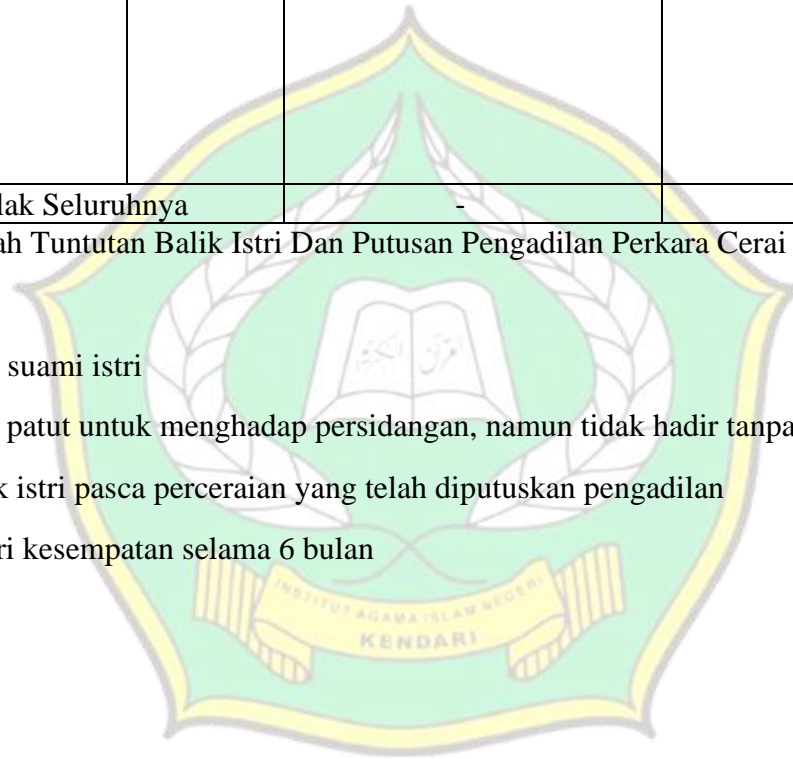 lak Seluruhnya -
ah Tuntutan Balik Istri Dan Putusan Pengadilan Perkara Cerai
suami istri
patut untuk menghadap persidangan, namun tidak hadir tanpa
k istri pasca perceraian yang telah diputuskan pengadilan
ri kesempatan selama 6 bulan
INSTITUT AGAMA ISLAM NEGERI
KENDARI